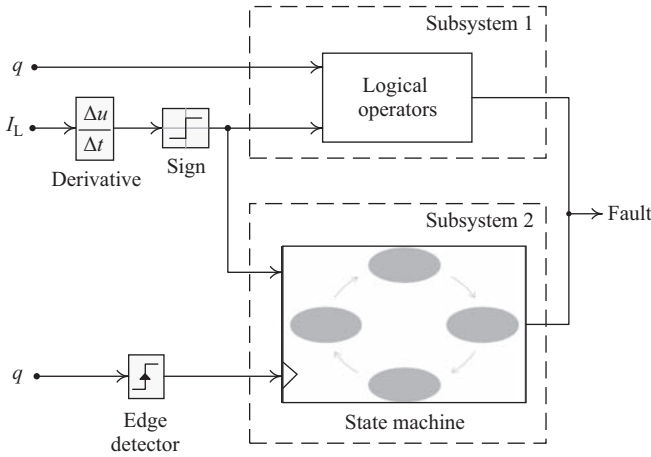 Subsystem 1
q
Logical
operators
I_L
Δu
Δt
Derivative
Sign
Subsystem 2
Fault
q
Edge
detector
State machine